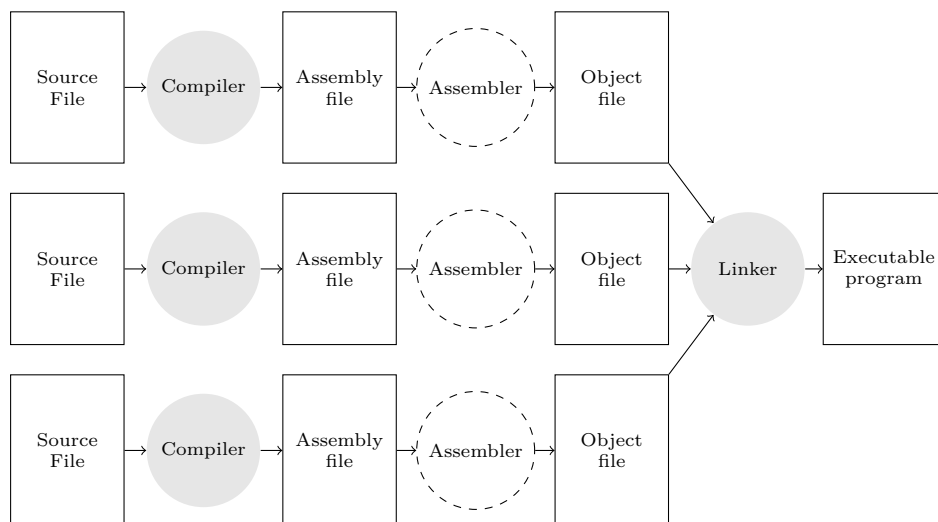 Source
File
Compiler
Assembly
file
Assembler
Object
file
Source
File
Compiler
Assembly
file
Assembler
Object
file
Linker
Executable
program
Source
File
Compiler
Assembly
file
Assembler
Object
file